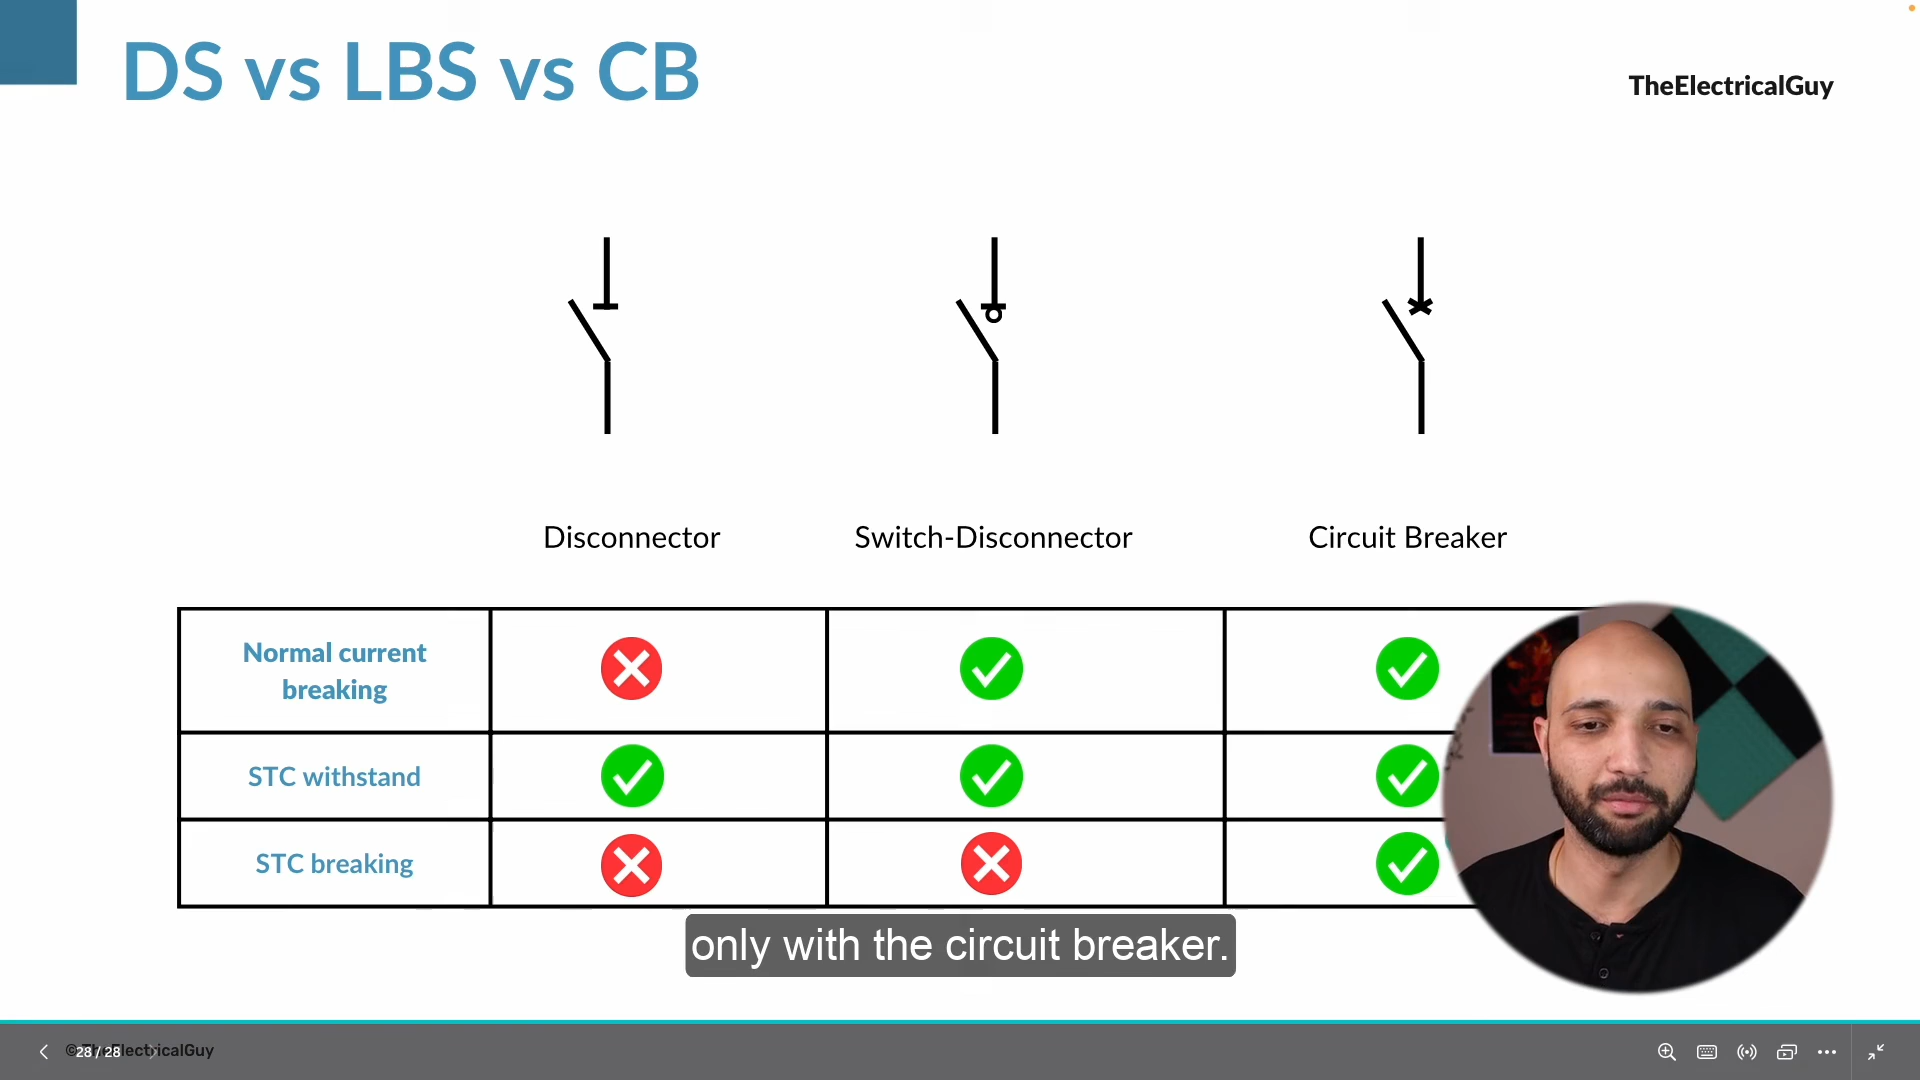 DS vs LBS vs CB
TheElectricalGuy
Disconnector
Switch-Disconnector
Circuit Breaker
Normal current
breaking
STC withstand
STC breaking
only with the circuit breaker.
28 / 28
© TheElectricalGuy